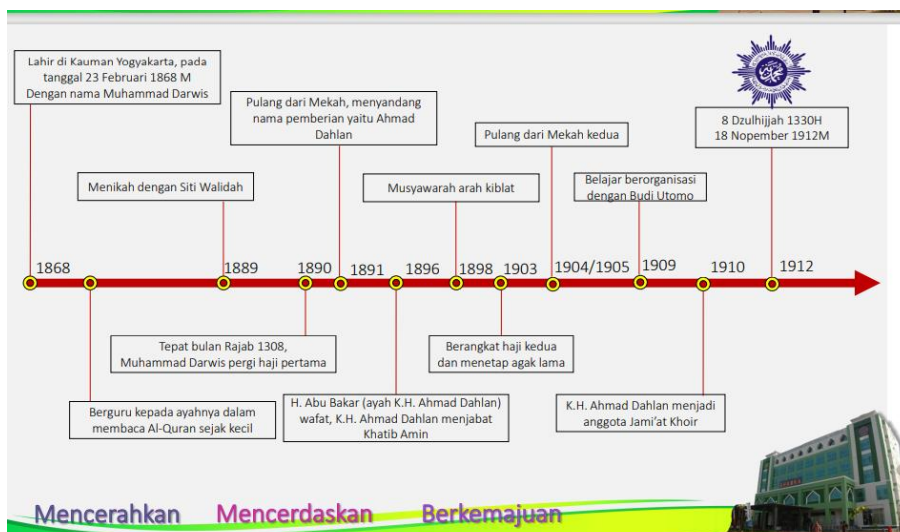 Lahir di Kauman Yogyakarta, pada
tanggal 23 Februari 1868 M
Dengan nama Muhammad Darwis
Pulang dari Mekah, menyandang
nama pemberian yaitu Ahmad
Dahlan
Pulang dari Mekah kedua
8 Dzulhijjah 1330H
18 Nopember 1912M
Menikah dengan Siti Walidah
Musyawarah arah kiblat
Belajar berorganisasi
dengan Budi Utomo
1868
1889
1890
1891
1896
1898
1903
1904/1905
1909
1910
1912
Tepat bulan Rajab 1308,
Muhammad Darwis pergi haji pertama
Berangkat haji kedua
dan menetap agak lama
Berguru kepada ayahnya dalam
membaca Al-Quran sejak kecil
H. Abu Bakar (ayah K.H. Ahmad Dahlan)
wafat, K.H. Ahmad Dahlan menjabat
Khatib Amin
K.H. Ahmad Dahlan menjadi
anggota Jami'at Khoir
Mencerahkan Mencerdaskan Berkemajuan